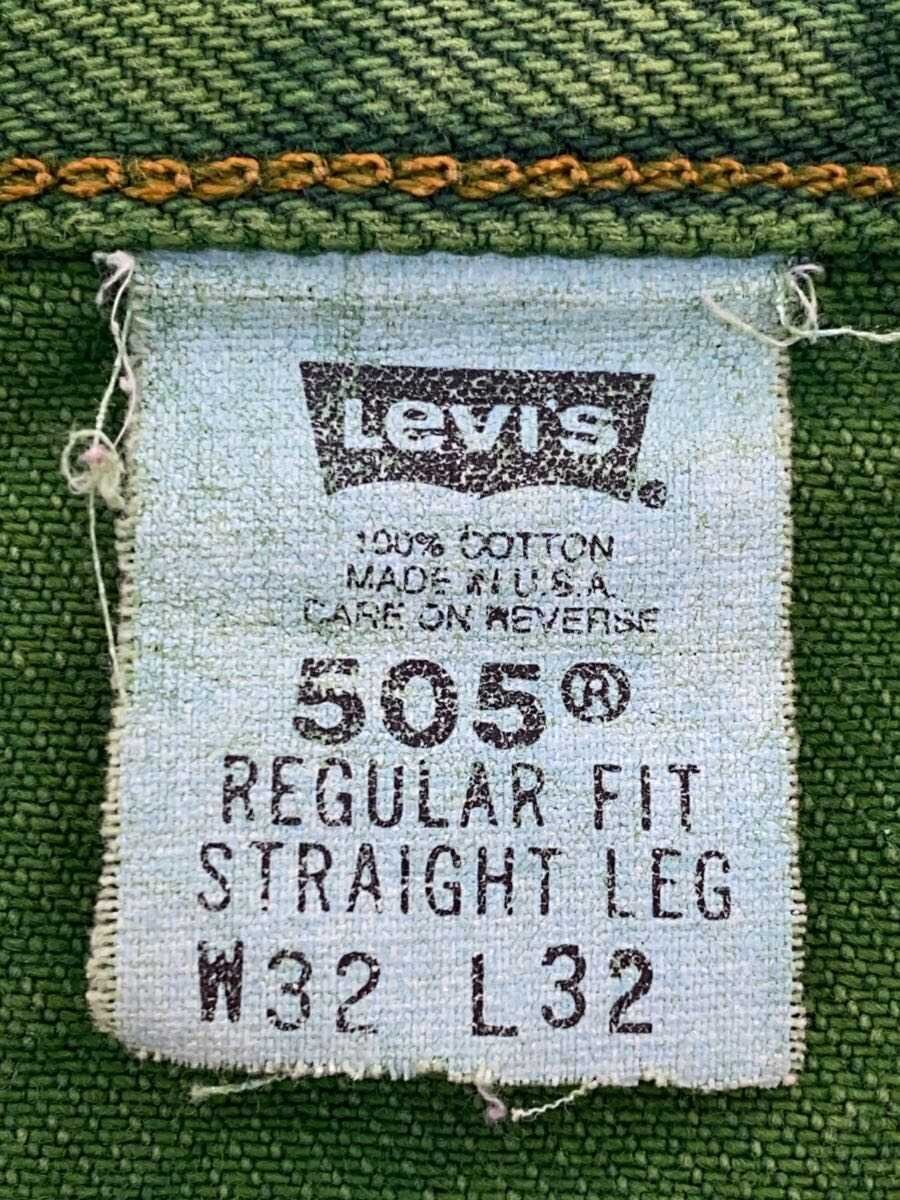 Levi's®
100% COTTON
MADE IN U.S.A.
CARE ON REVERSE
505®
REGULAR FIT
STRAIGHT LEG
W32 L32